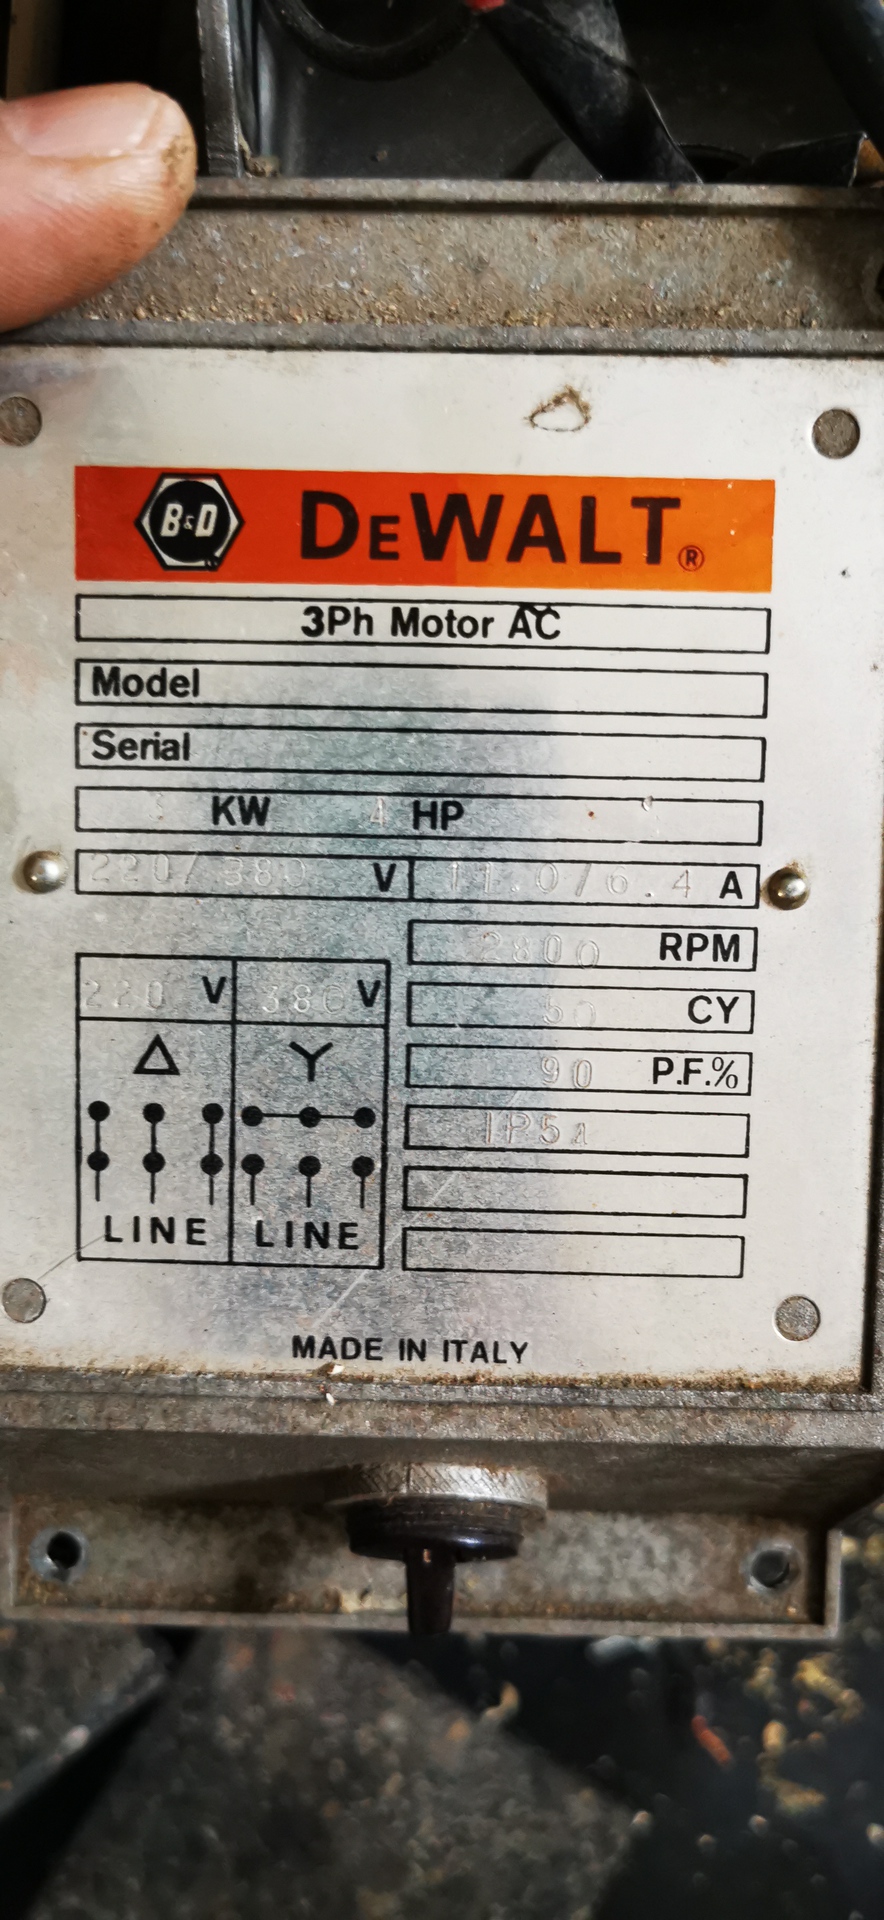 B&D DEWALT®
3Ph Motor AC
Model
Serial
3 KW 4 HP
220/380 V 11.0/6.4 A
2800 RPM
50 CY
90 P.F.%
220 V 380 V
Δ Y
LINE LINE
MADE IN ITALY